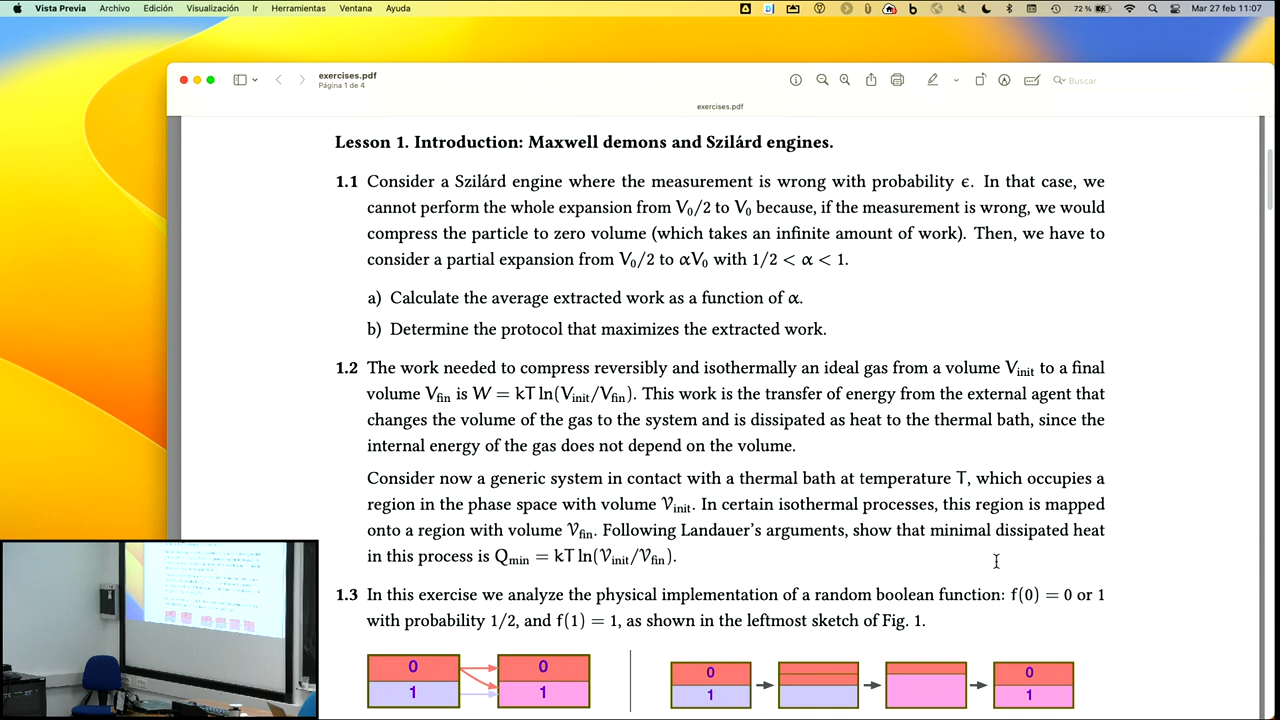 Vista Previa Archivo Edición Visualización Ir Herramientas Ventana Ayuda 72 % Mar 27 feb 11:07
exercises.pdf
Página 1 de 4
Buscar
exercises.pdf
Lesson 1. Introduction: Maxwell demons and Szilárd engines.
1.1 Consider a Szilárd engine where the measurement is wrong with probability ϵ. In that case, we
cannot perform the whole expansion from V₀/2 to V₀ because, if the measurement is wrong, we would
compress the particle to zero volume (which takes an infinite amount of work). Then, we have to
consider a partial expansion from V₀/2 to αV₀ with 1/2 < α < 1.
a) Calculate the average extracted work as a function of α.
b) Determine the protocol that maximizes the extracted work.
1.2 The work needed to compress reversibly and isothermally an ideal gas from a volume V_init to a final
volume V_fin is W = kT ln(V_init/V_fin). This work is the transfer of energy from the external agent that
changes the volume of the gas to the system and is dissipated as heat to the thermal bath, since the
internal energy of the gas does not depend on the volume.
Consider now a generic system in contact with a thermal bath at temperature T, which occupies a
region in the phase space with volume 𝒱_init. In certain isothermal processes, this region is mapped
onto a region with volume 𝒱_fin. Following Landauer's arguments, show that minimal dissipated heat
in this process is Q_min = kT ln(𝒱_init/𝒱_fin).
1.3 In this exercise we analyze the physical implementation of a random boolean function: f(0) = 0 or 1
with probability 1/2, and f(1) = 1, as shown in the leftmost sketch of Fig. 1.
0 0 0 0
1 1 1 1